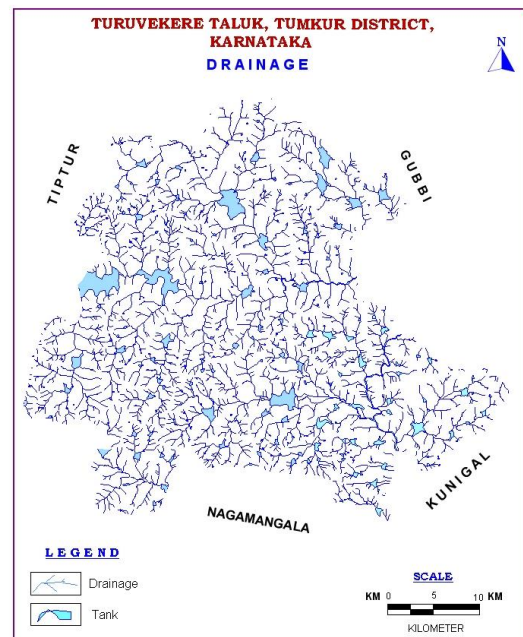 TURUVEKERE TALUK, TUMKUR DISTRICT,
KARNATAKA
DRAINAGE
N
TIPTUR
GUBBI
KUNIGAL
NAGAMANGALA
LEGEND
Drainage
Tank
SCALE
KM 0 5 10 KM
KILOMETER